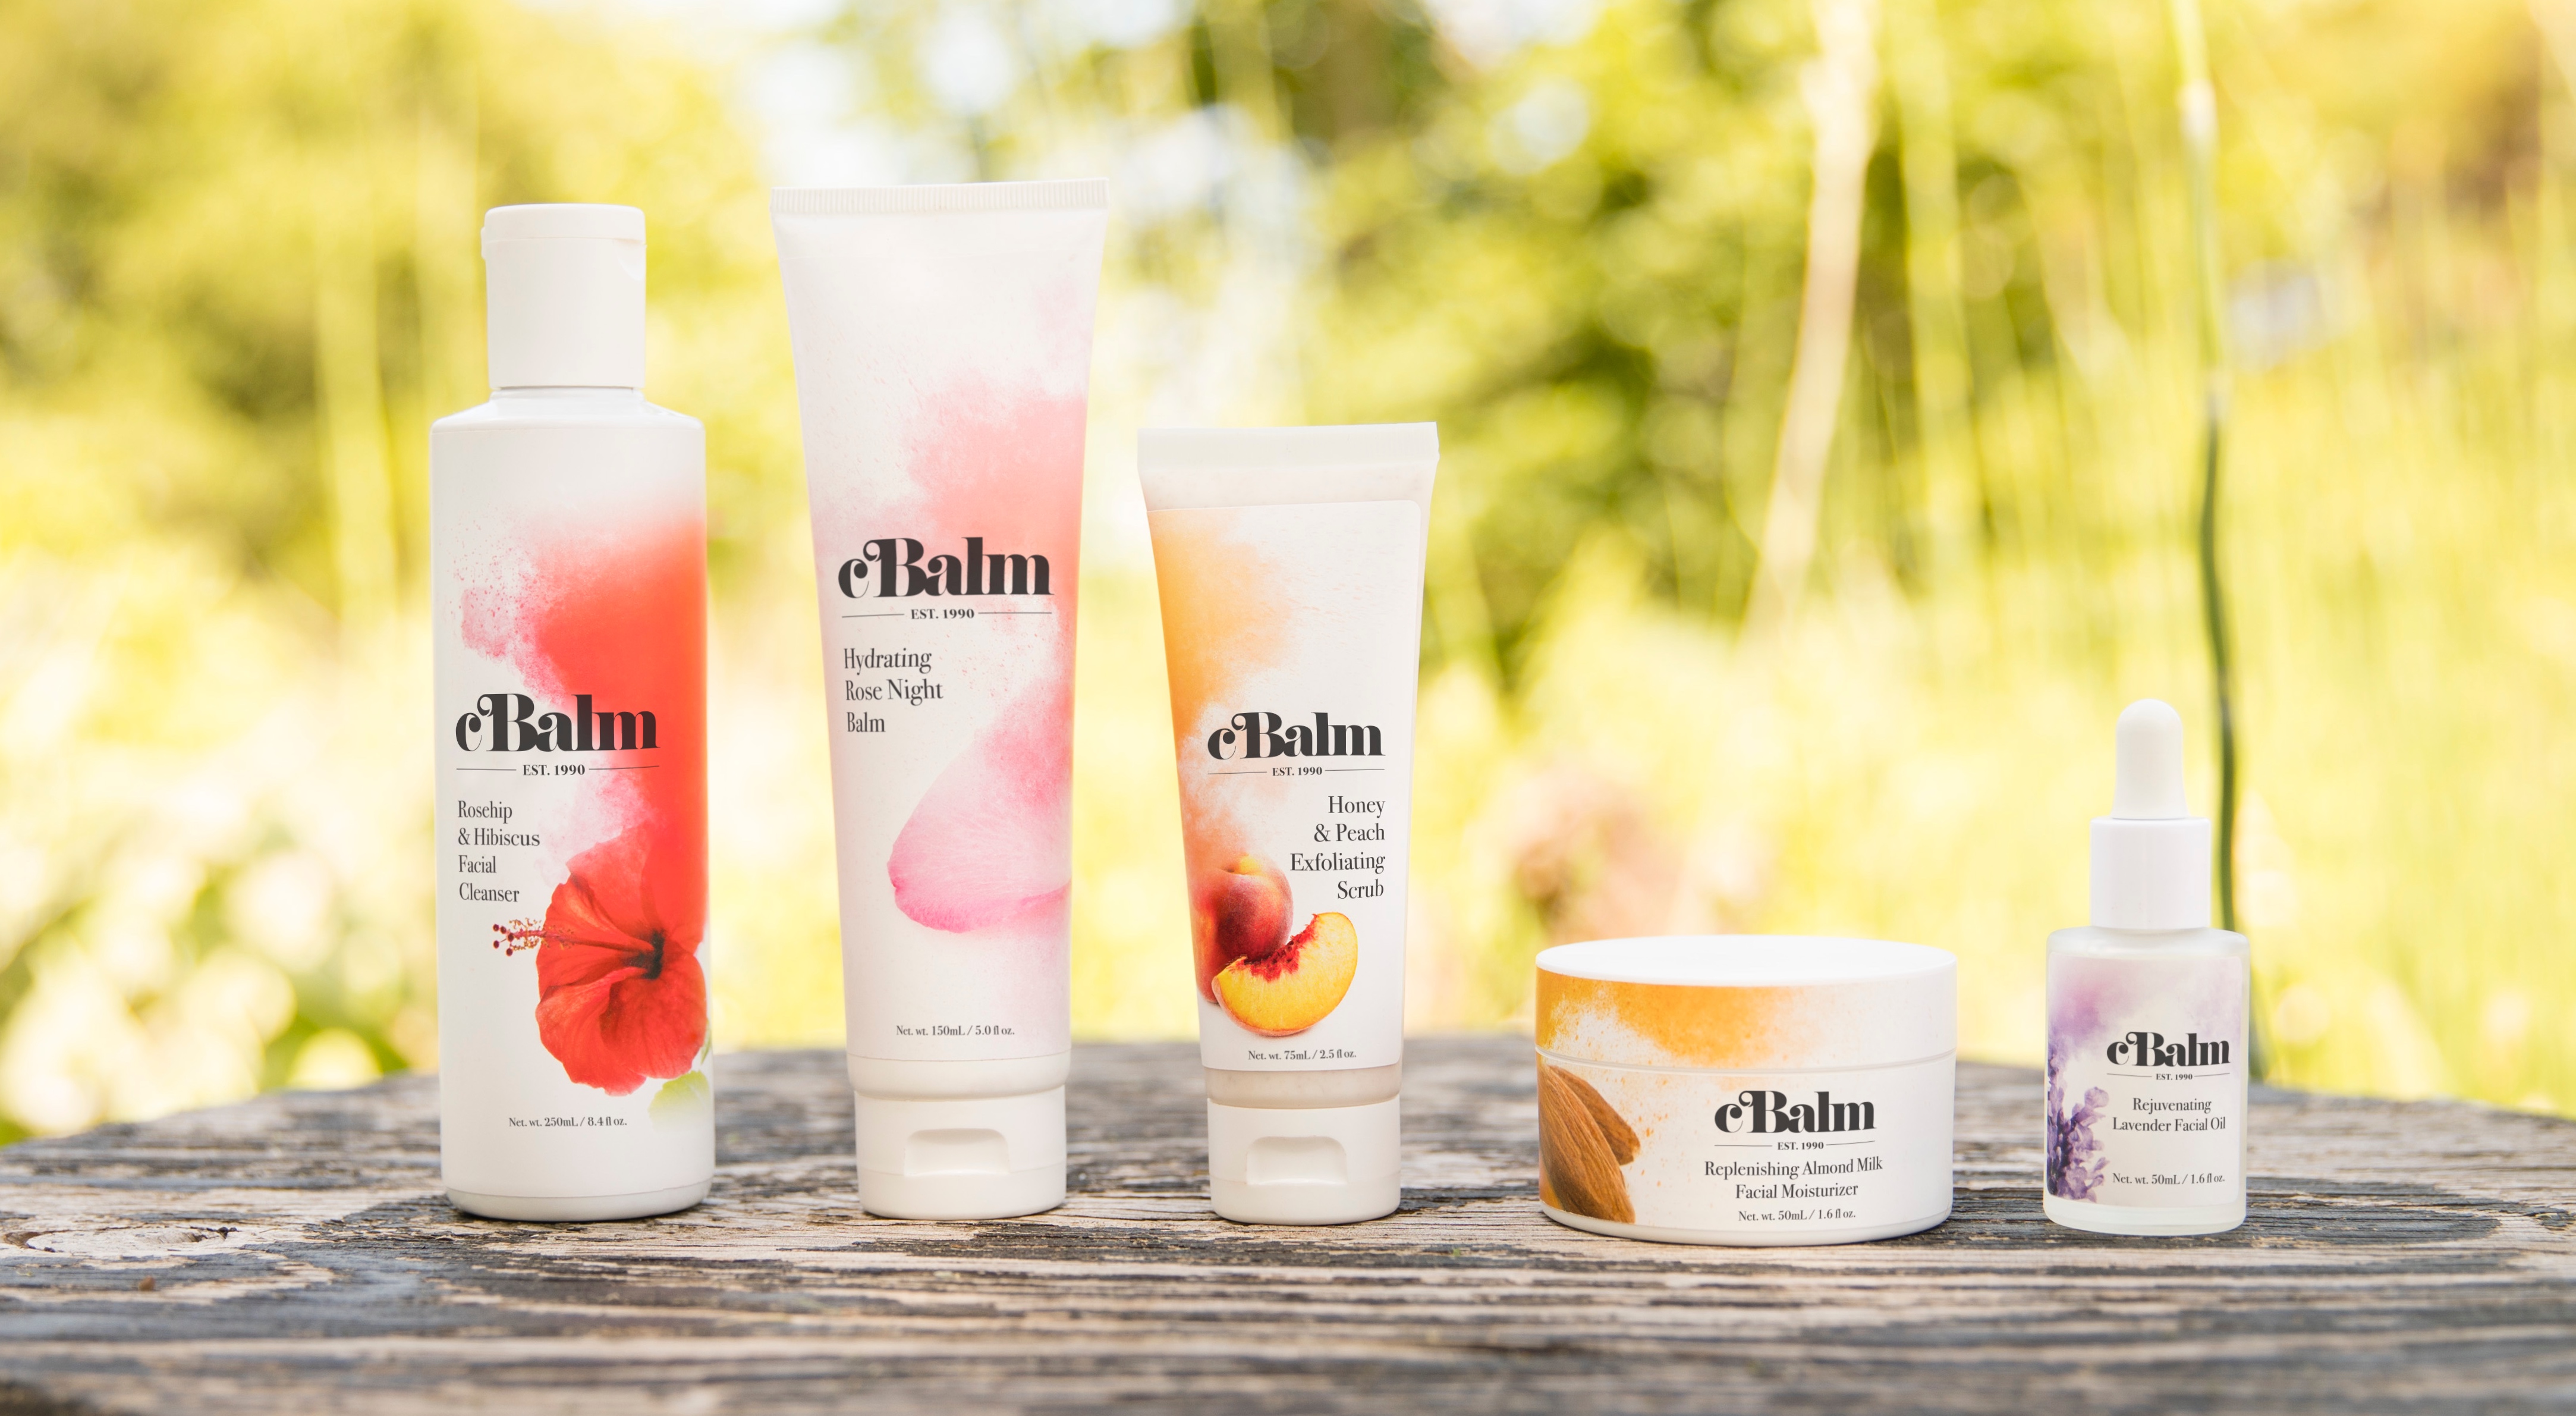 cBalm
EST. 1990
Rosehip
& Hibiscus
Facial
Cleanser
Net. wt. 250mL / 8.4 fl oz.
cBalm
EST. 1990
Hydrating
Rose Night
Balm
Net. wt. 150mL / 5.0 fl oz.
cBalm
EST. 1990
Honey
& Peach
Exfoliating
Scrub
Net. wt. 75mL / 2.5 fl oz.
cBalm
EST. 1990
Replenishing Almond Milk
Facial Moisturizer
Net. wt. 50mL / 1.6 fl oz.
cBalm
EST. 1990
Rejuvenating
Lavender Facial Oil
Net. wt. 50mL / 1.6 fl oz.